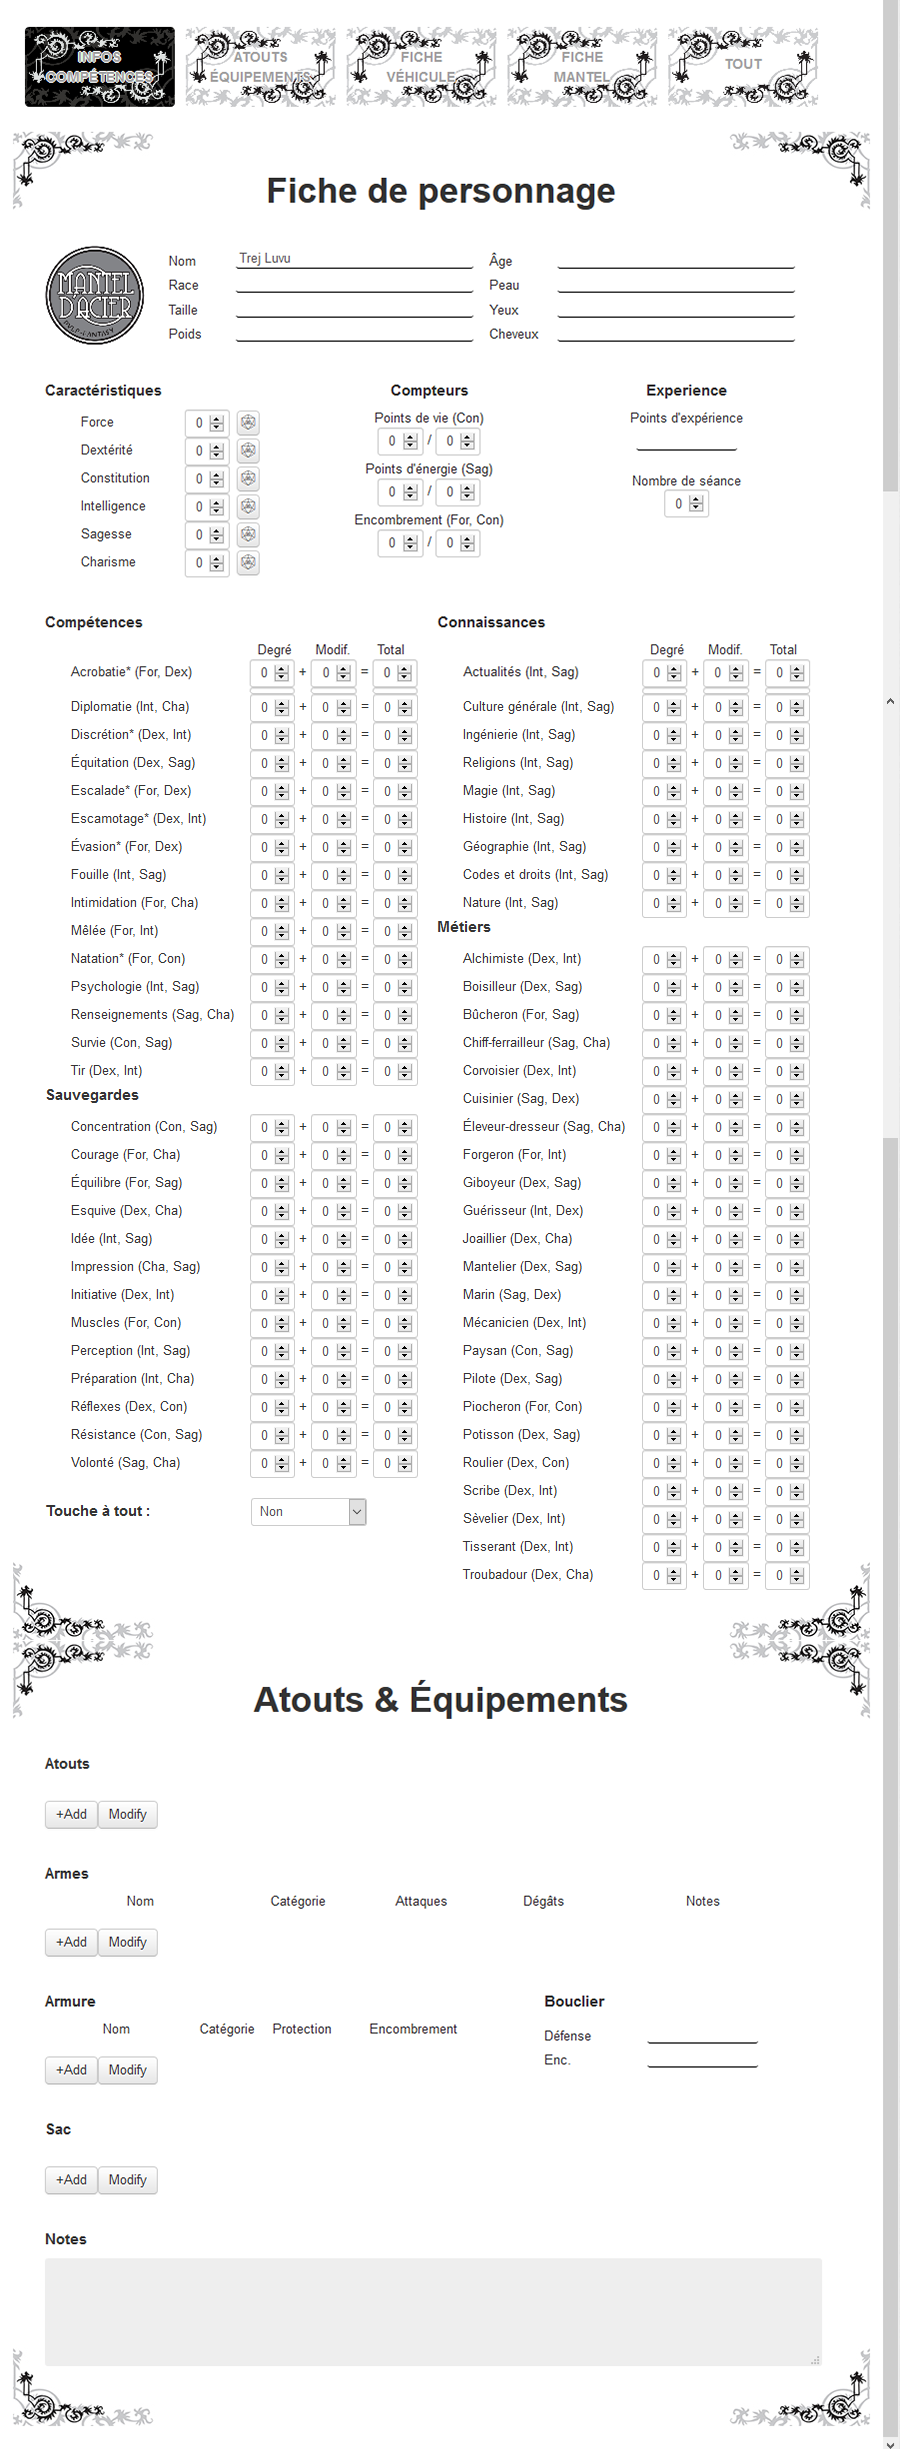 INFOS
COMPÉTENCES
ATOUTS
ÉQUIPEMENTS
FICHE
VÉHICULE
FICHE
MANTEL
TOUT
Fiche de personnage
MANTEL
D'ACIER
PULP-FANTASY
Nom Trej Luvu Âge
Race Peau
Taille Yeux
Poids Cheveux
Caractéristiques Compteurs Experience
Force 0
Dextérité 0
Constitution 0
Intelligence 0
Sagesse 0
Charisme 0
Points de vie (Con)
0 / 0
Points d'énergie (Sag)
0 / 0
Encombrement (For, Con)
0 / 0
Points d'expérience
Nombre de séance
0
Compétences
Degré Modif. Total
Acrobatie* (For, Dex) 0 + 0 = 0
Diplomatie (Int, Cha) 0 + 0 = 0
Discrétion* (Dex, Int) 0 + 0 = 0
Équitation (Dex, Sag) 0 + 0 = 0
Escalade* (For, Dex) 0 + 0 = 0
Escamotage* (Dex, Int) 0 + 0 = 0
Évasion* (For, Dex) 0 + 0 = 0
Fouille (Int, Sag) 0 + 0 = 0
Intimidation (For, Cha) 0 + 0 = 0
Mêlée (For, Int) 0 + 0 = 0
Natation* (For, Con) 0 + 0 = 0
Psychologie (Int, Sag) 0 + 0 = 0
Renseignements (Sag, Cha) 0 + 0 = 0
Survie (Con, Sag) 0 + 0 = 0
Tir (Dex, Int) 0 + 0 = 0
Sauvegardes
Concentration (Con, Sag) 0 + 0 = 0
Courage (For, Cha) 0 + 0 = 0
Équilibre (For, Sag) 0 + 0 = 0
Esquive (Dex, Cha) 0 + 0 = 0
Idée (Int, Sag) 0 + 0 = 0
Impression (Cha, Sag) 0 + 0 = 0
Initiative (Dex, Int) 0 + 0 = 0
Muscles (For, Con) 0 + 0 = 0
Perception (Int, Sag) 0 + 0 = 0
Préparation (Int, Cha) 0 + 0 = 0
Réflexes (Dex, Con) 0 + 0 = 0
Résistance (Con, Sag) 0 + 0 = 0
Volonté (Sag, Cha) 0 + 0 = 0
Touche à tout : Non
Connaissances
Degré Modif. Total
Actualités (Int, Sag) 0 + 0 = 0
Culture générale (Int, Sag) 0 + 0 = 0
Ingénierie (Int, Sag) 0 + 0 = 0
Religions (Int, Sag) 0 + 0 = 0
Magie (Int, Sag) 0 + 0 = 0
Histoire (Int, Sag) 0 + 0 = 0
Géographie (Int, Sag) 0 + 0 = 0
Codes et droits (Int, Sag) 0 + 0 = 0
Nature (Int, Sag) 0 + 0 = 0
Métiers
Alchimiste (Dex, Int) 0 + 0 = 0
Boisilleur (Dex, Sag) 0 + 0 = 0
Bûcheron (For, Sag) 0 + 0 = 0
Chiff-ferrailleur (Sag, Cha) 0 + 0 = 0
Corvoisier (Dex, Int) 0 + 0 = 0
Cuisinier (Sag, Dex) 0 + 0 = 0
Éleveur-dresseur (Sag, Cha) 0 + 0 = 0
Forgeron (For, Int) 0 + 0 = 0
Giboyeur (Dex, Sag) 0 + 0 = 0
Guérisseur (Int, Dex) 0 + 0 = 0
Joaillier (Dex, Cha) 0 + 0 = 0
Mantelier (Dex, Sag) 0 + 0 = 0
Marin (Sag, Dex) 0 + 0 = 0
Mécanicien (Dex, Int) 0 + 0 = 0
Paysan (Con, Sag) 0 + 0 = 0
Pilote (Dex, Sag) 0 + 0 = 0
Piocheron (For, Con) 0 + 0 = 0
Potisson (Dex, Sag) 0 + 0 = 0
Roulier (Dex, Con) 0 + 0 = 0
Scribe (Dex, Int) 0 + 0 = 0
Sèvelier (Dex, Int) 0 + 0 = 0
Tisserant (Dex, Int) 0 + 0 = 0
Troubadour (Dex, Cha) 0 + 0 = 0
Atouts & Équipements
Atouts
+Add Modify
Armes
Nom Catégorie Attaques Dégâts Notes
+Add Modify
Armure
Nom Catégorie Protection Encombrement
+Add Modify
Bouclier
Défense
Enc.
Sac
+Add Modify
Notes